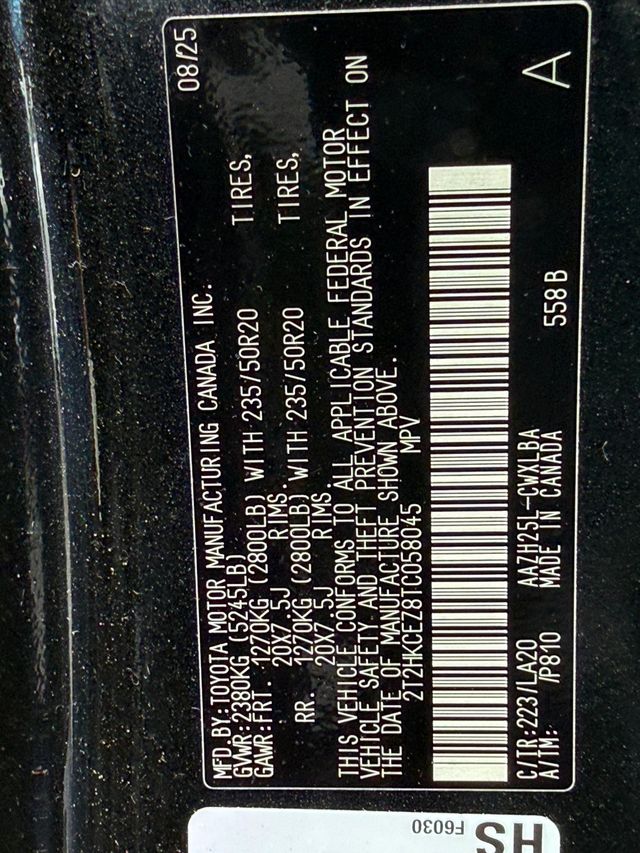 MFD.BY:TOYOTA MOTOR MANUFACTURING CANADA INC. 08/25
GVWR:2380KG (5245LB)
GAWR:FRT. 1270KG (2800LB) WITH 235/50R20 TIRES,
20X7.5J RIMS,
RR. 1270KG (2800LB) WITH 235/50R20 TIRES,
20X7.5J RIMS.
THIS VEHICLE CONFORMS TO ALL APPLICABLE FEDERAL MOTOR
VEHICLE SAFETY AND THEFT PREVENTION STANDARDS IN EFFECT ON
THE DATE OF MANUFACTURE SHOWN ABOVE.
2T2HKCEZ8TC058045 MPV
C/TR:223/LA20 AAZH25L-CWXLBA 558B A
A/TM: /P810 MADE IN CANADA
F6030
HS